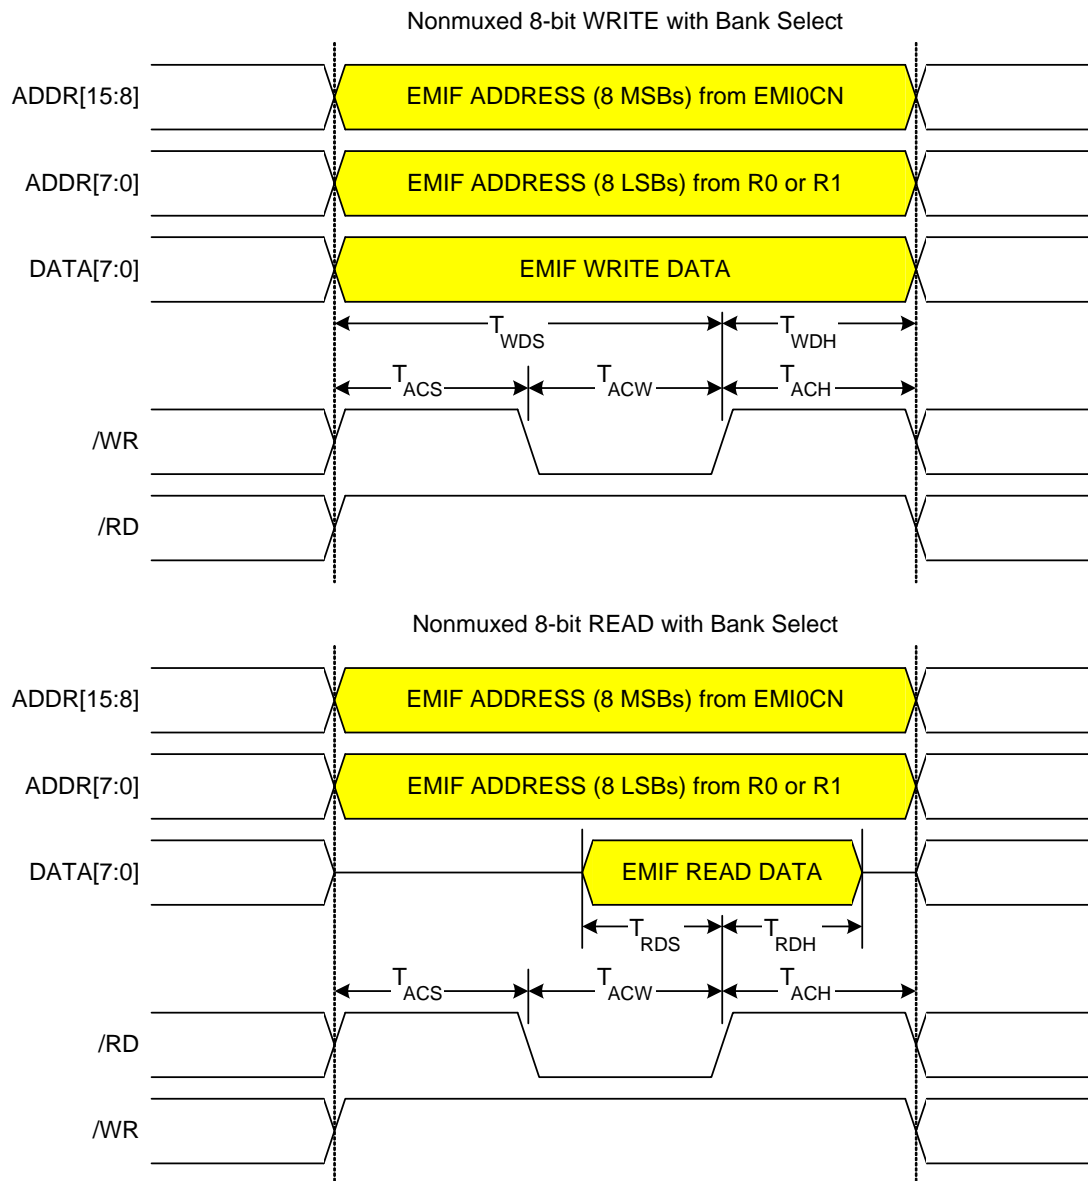 Nonmuxed 8-bit WRITE with Bank Select
ADDR[15:8]
EMIF ADDRESS (8 MSBs) from EMI0CN
ADDR[7:0]
EMIF ADDRESS (8 LSBs) from R0 or R1
DATA[7:0]
EMIF WRITE DATA
TWDS TWDH
TACS TACW TACH
/WR
/RD
Nonmuxed 8-bit READ with Bank Select
ADDR[15:8]
EMIF ADDRESS (8 MSBs) from EMI0CN
ADDR[7:0]
EMIF ADDRESS (8 LSBs) from R0 or R1
DATA[7:0]
EMIF READ DATA
TRDS TRDH
TACS TACW TACH
/RD
/WR